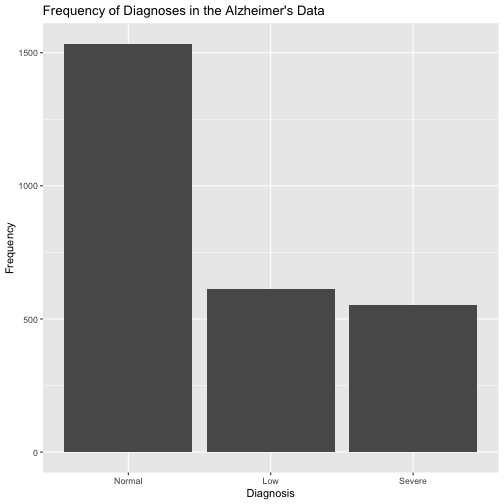 Frequency of Diagnoses in the Alzheimer's Data
1500
1000
500
0
Frequency
Normal Low Severe
Diagnosis